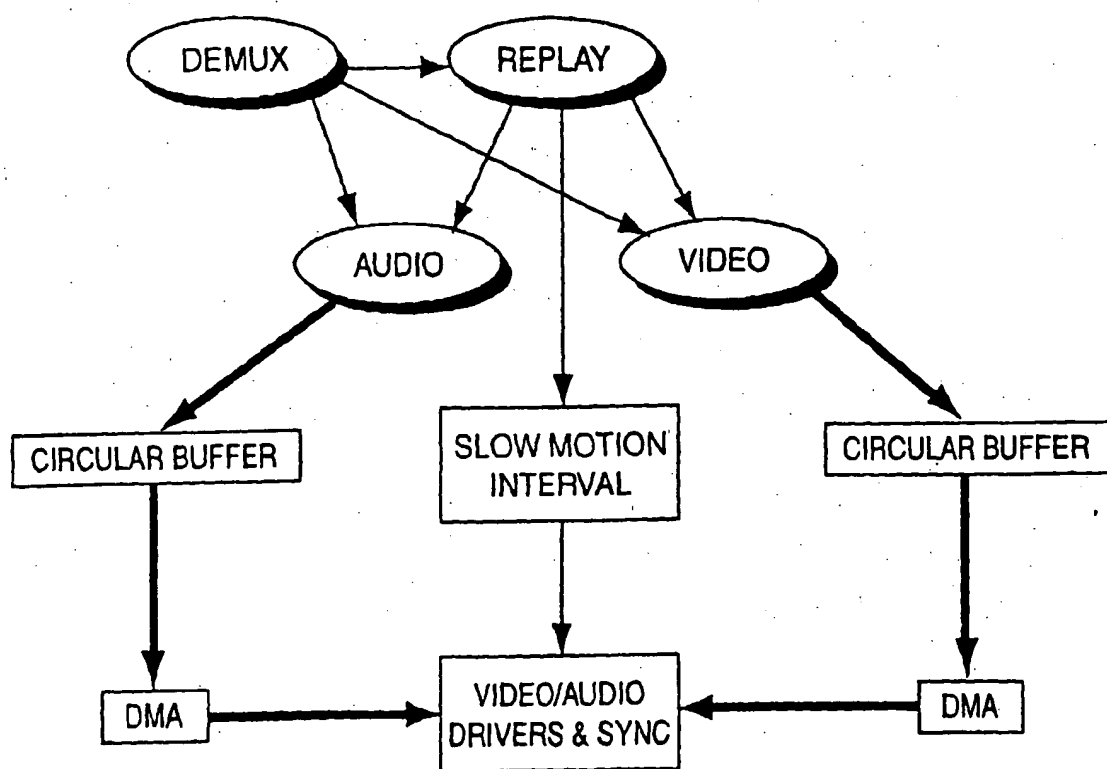 DEMUX
REPLAY
AUDIO
VIDEO
CIRCULAR BUFFER
SLOW MOTION
INTERVAL
CIRCULAR BUFFER
DMA
VIDEO/AUDIO
DRIVERS & SYNC
DMA